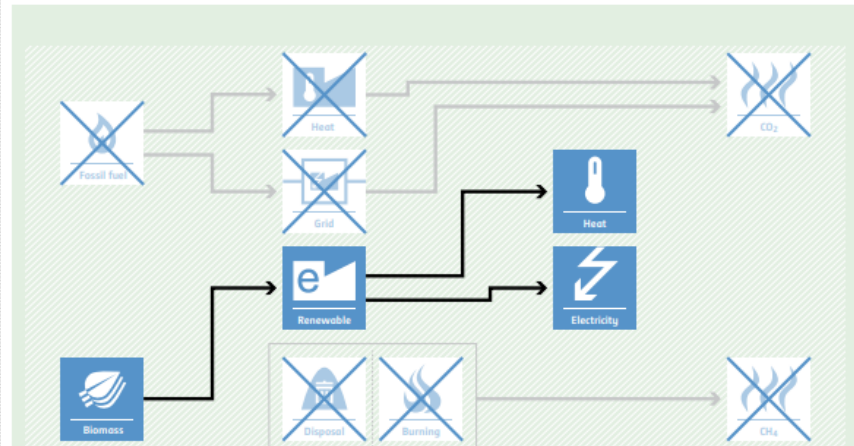 Heat
CO₂
Fossil fuel
Grid
Heat
e
Renewable
Electricity
Biomass
Disposal
Burning
CH₄